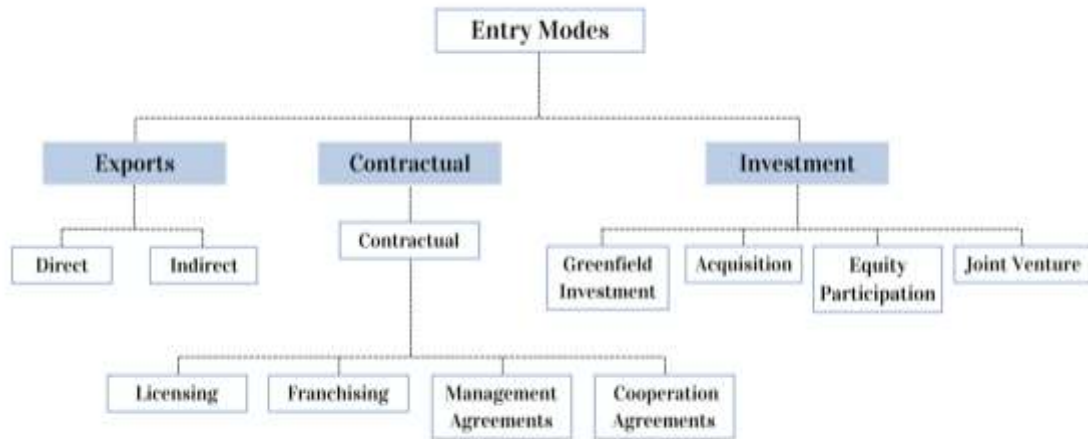 Entry Modes
Exports
Contractual
Investment
Contractual
Direct
Indirect
Greenfield
Investment
Acquisition
Equity
Participation
Joint Venture
Licensing
Franchising
Management
Agreements
Cooperation
Agreements